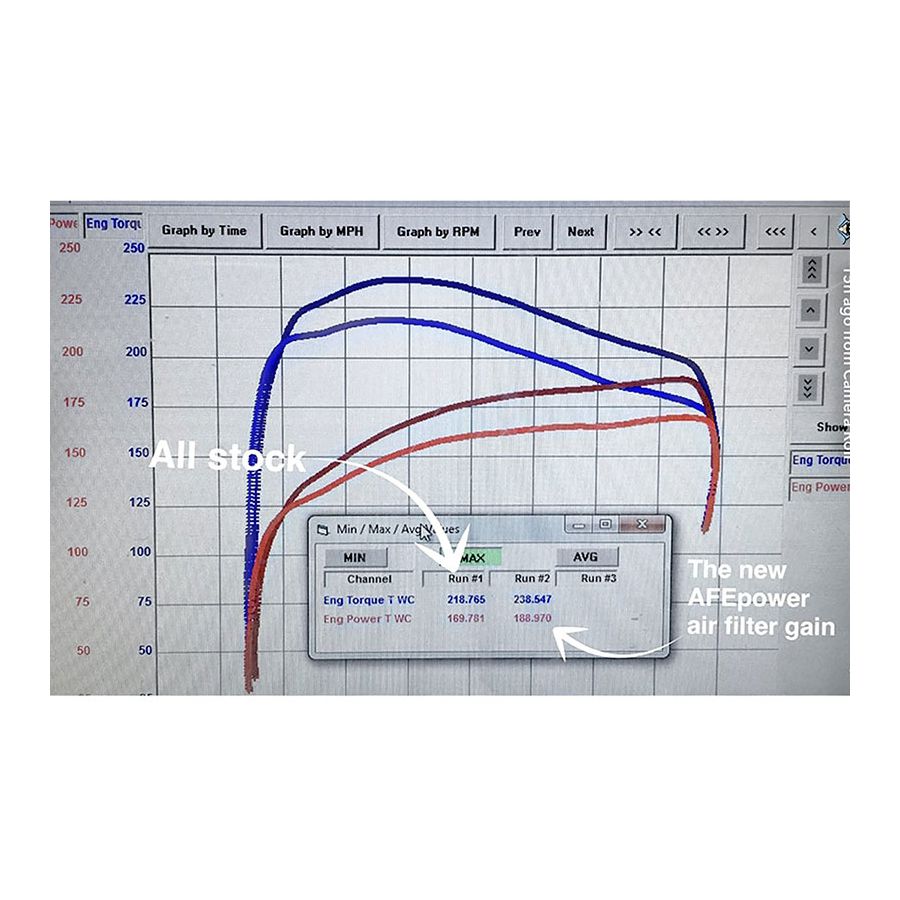 Powe
Eng Torqu
Graph by Time
Graph by MPH
Graph by RPM
Prev
Next
>> <<
<< >>
<<<
<
250 250
225 225
200 200
175 175
150 150
125 125
100 100
75 75
50 50
Show
Eng Torque
Eng Power
All stock
Min / Max / Avg Values
MIN
MAX
AVG
Channel Run #1 Run #2 Run #3
Eng Torque T WC 218.765 238.547
Eng Power T WC 169.781 188.970
The new
AFEpower
air filter gain